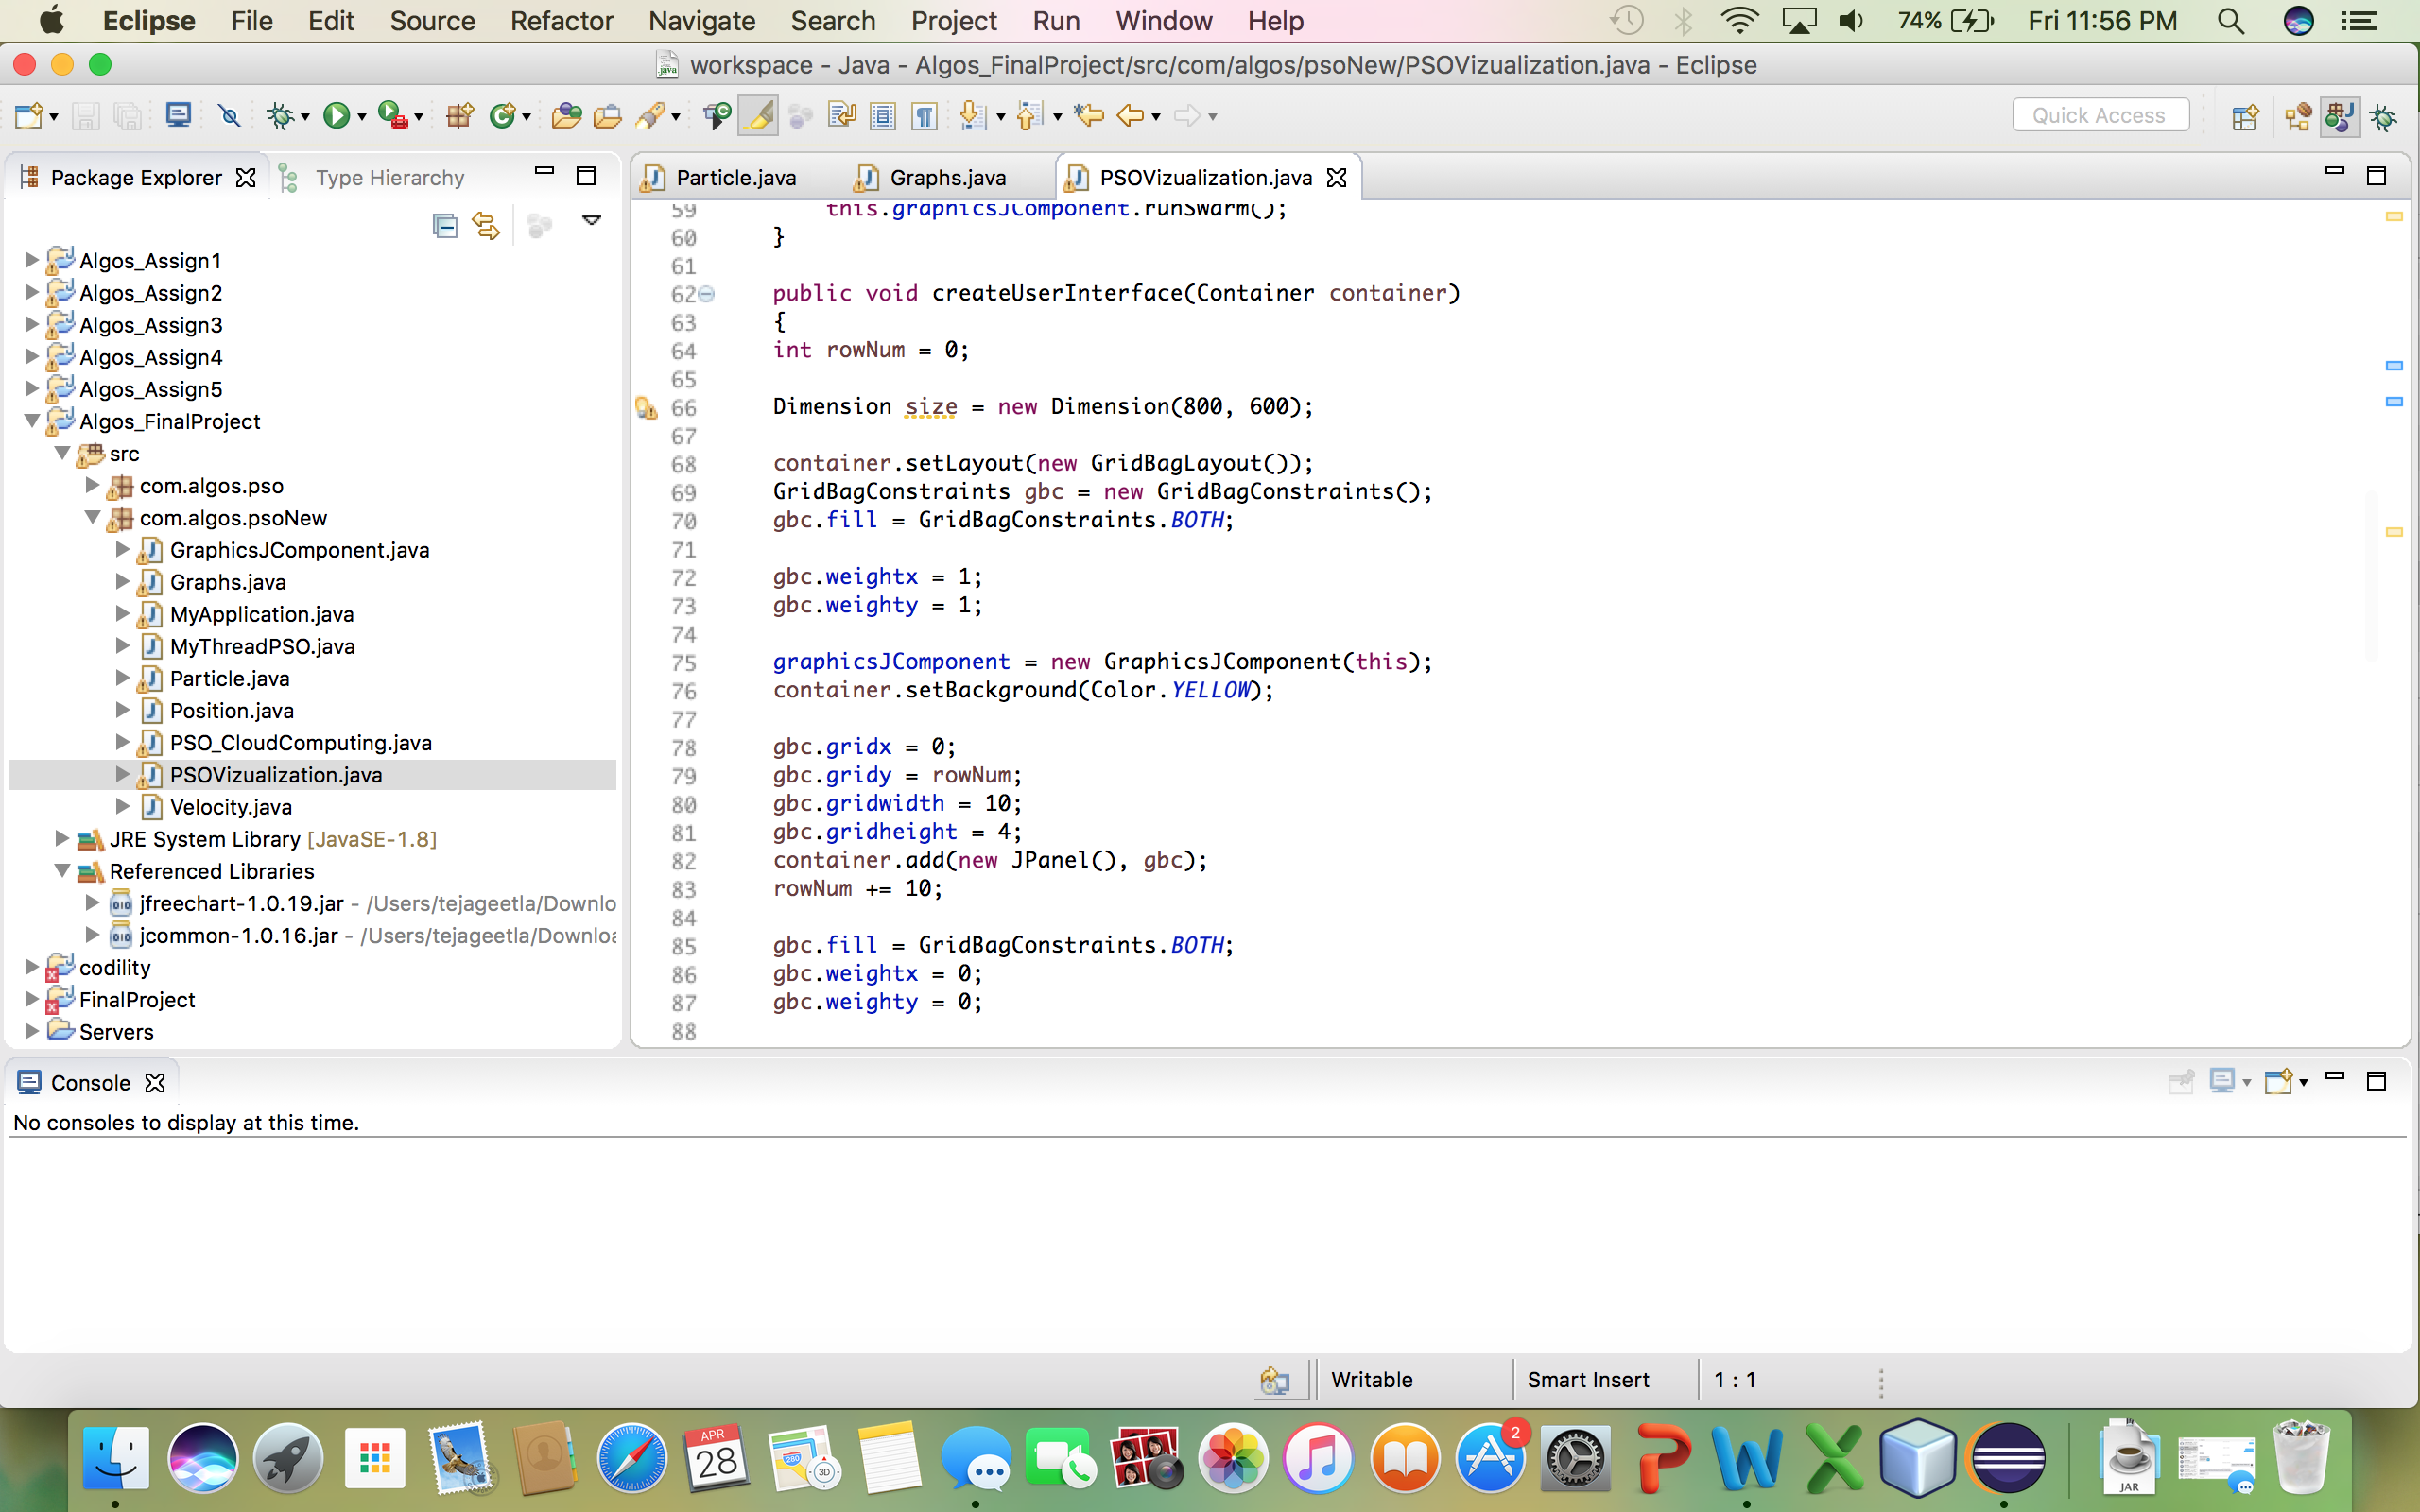 Eclipse File Edit Source Refactor Navigate Search Project Run Window Help 74% Fri 11:56 PM
workspace - Java - Algos_FinalProject/src/com/algos/psoNew/PSOVizualization.java - Eclipse
Quick Access
Package Explorer Type Hierarchy
Algos_Assign1
Algos_Assign2
Algos_Assign3
Algos_Assign4
Algos_Assign5
Algos_FinalProject
src
com.algos.pso
com.algos.psoNew
GraphicsJComponent.java
Graphs.java
MyApplication.java
MyThreadPSO.java
Particle.java
Position.java
PSO_CloudComputing.java
PSOVizualization.java
Velocity.java
JRE System Library [JavaSE-1.8]
Referenced Libraries
jfreechart-1.0.19.jar - /Users/tejageetla/Downlo
jcommon-1.0.16.jar - /Users/tejageetla/Downloa
codility
FinalProject
Servers
Particle.java Graphs.java PSOVizualization.java
59 this.graphicsJComponent.runSwarm();
60 }
61
62 public void createUserInterface(Container container)
63 {
64 int rowNum = 0;
65
66 Dimension size = new Dimension(800, 600);
67
68 container.setLayout(new GridBagLayout());
69 GridBagConstraints gbc = new GridBagConstraints();
70 gbc.fill = GridBagConstraints.BOTH;
71
72 gbc.weightx = 1;
73 gbc.weighty = 1;
74
75 graphicsJComponent = new GraphicsJComponent(this);
76 container.setBackground(Color.YELLOW);
77
78 gbc.gridx = 0;
79 gbc.gridy = rowNum;
80 gbc.gridwidth = 10;
81 gbc.gridheight = 4;
82 container.add(new JPanel(), gbc);
83 rowNum += 10;
84
85 gbc.fill = GridBagConstraints.BOTH;
86 gbc.weightx = 0;
87 gbc.weighty = 0;
88
Console
No consoles to display at this time.
Writable Smart Insert 1 : 1
APR
28
280
3D
2
JAR